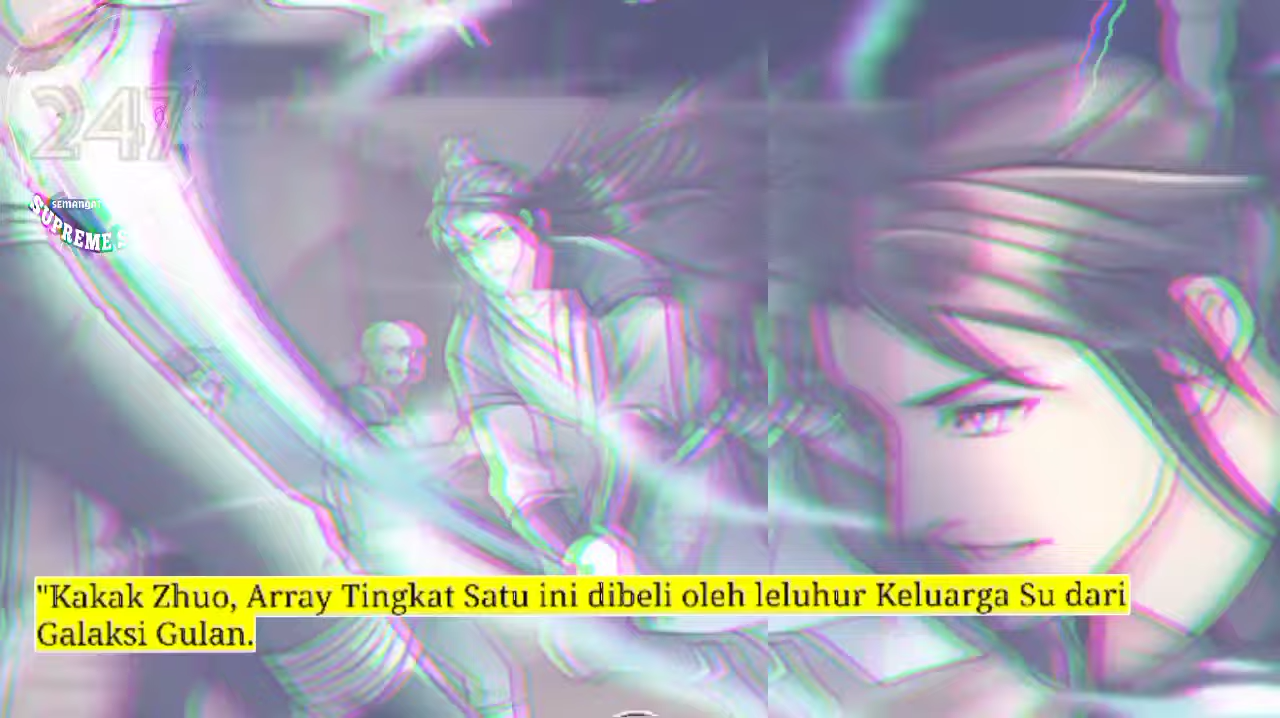 247
SEMANGAT
SUPREME
"Kakak Zhuo, Array Tingkat Satu ini dibeli oleh leluhur Keluarga Su dari
Galaksi Gulan.